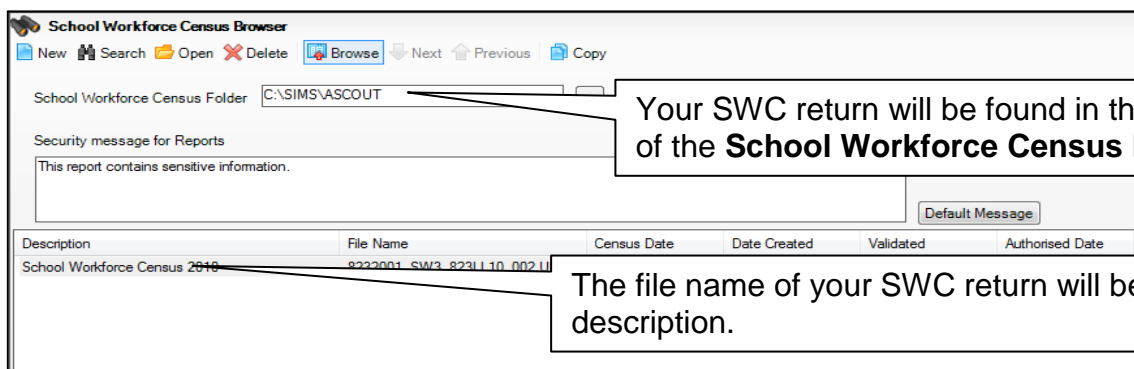 School Workforce Census Browser
New Search Open Delete Browse Next Previous Copy
School Workforce Census Folder C:\SIMS\ASCOUT
Your SWC return will be found in th
of the School Workforce Census
Security message for Reports
This report contains sensitive information.
Default Message
Description File Name Census Date Date Created Validated Authorised Date
School Workforce Census 2010 8232001_SW3_823LL10_002.U
The file name of your SWC return will be
description.